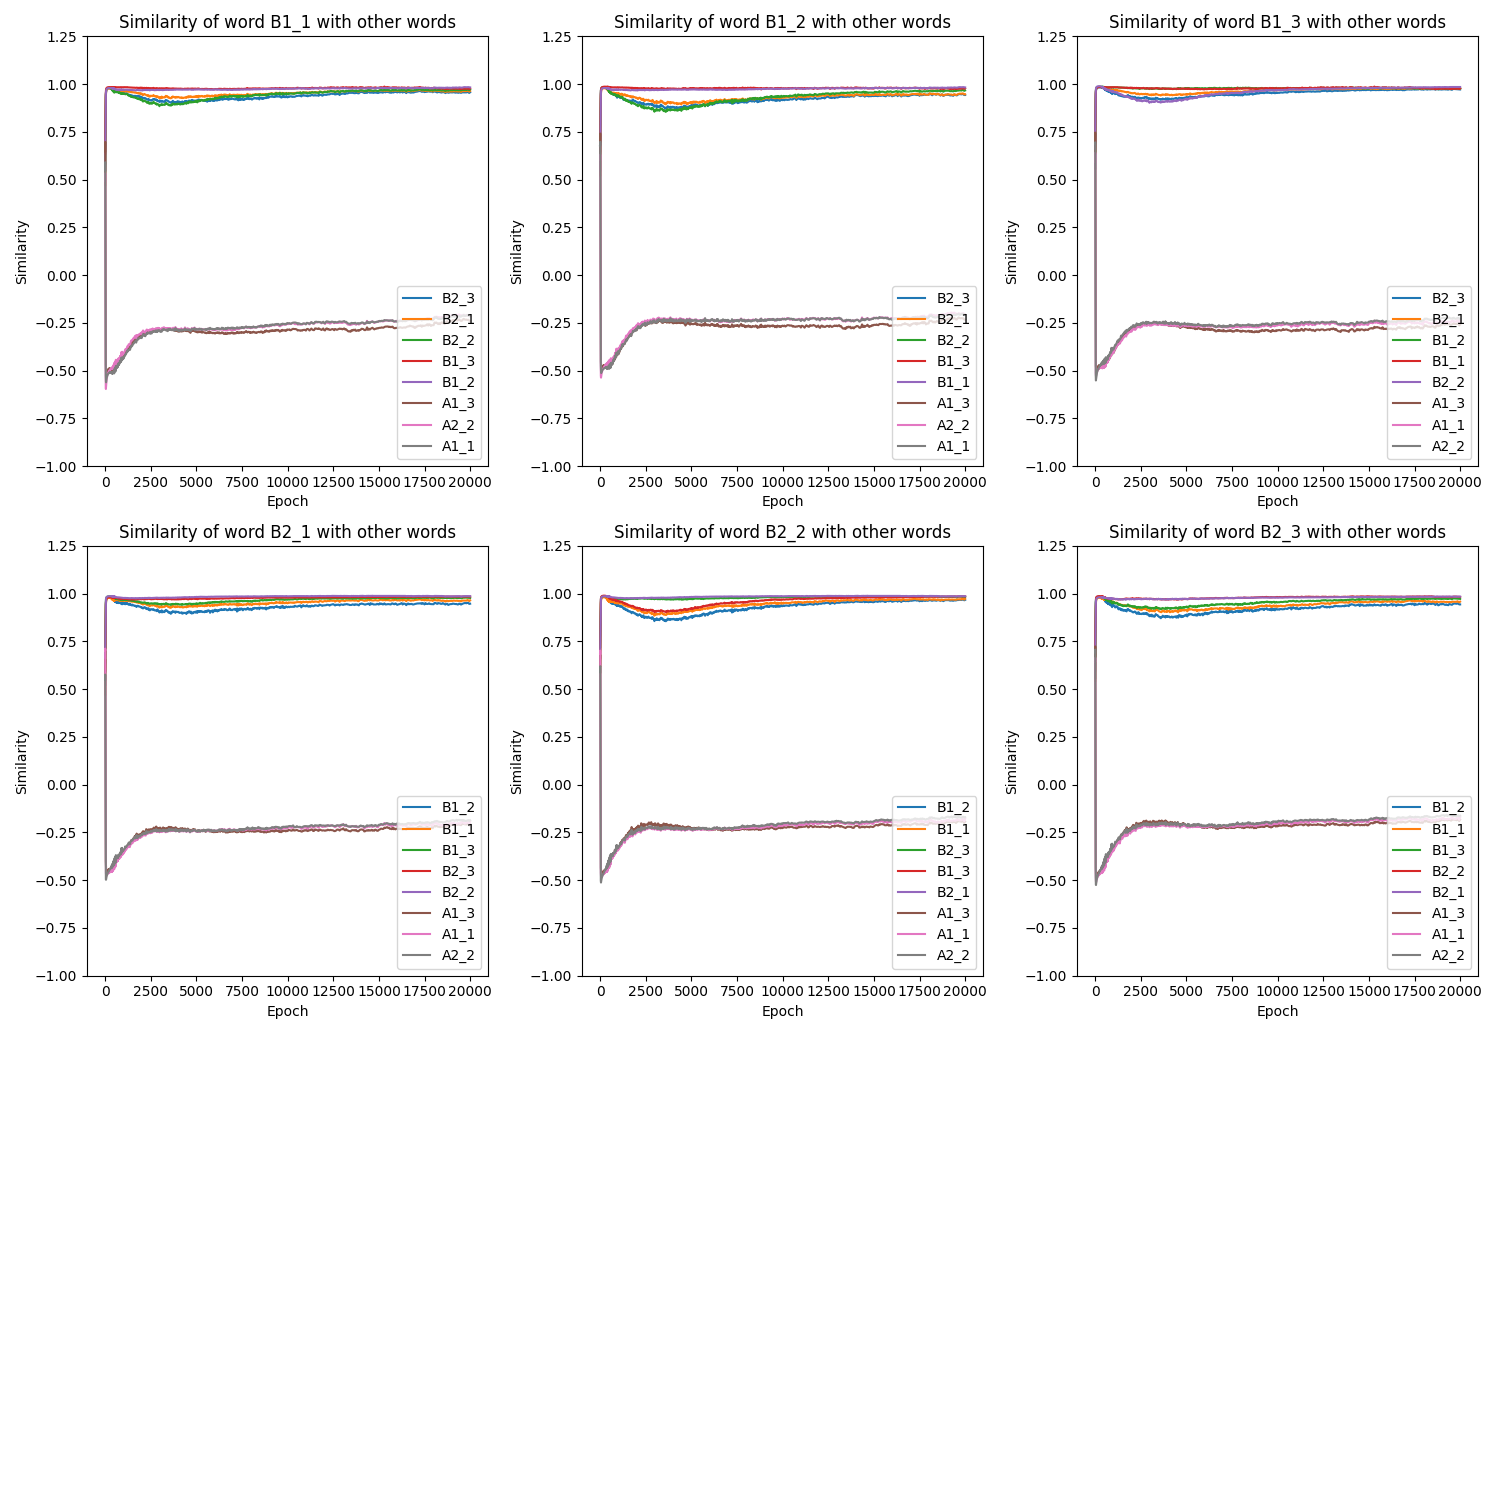 Similarity of word B1_1 with other words
1.25
1.00
0.75
0.50
0.25
0.00
−0.25
−0.50
−0.75
−1.00
Similarity
B2_3
B2_1
B2_2
B1_3
B1_2
A1_3
A2_2
A1_1
0 2500 5000 7500 10000 12500 15000 17500 20000
Epoch
Similarity of word B1_2 with other words
1.25
1.00
0.75
0.50
0.25
0.00
−0.25
−0.50
−0.75
−1.00
Similarity
B2_3
B2_1
B2_2
B1_3
B1_1
A1_3
A2_2
A1_1
0 2500 5000 7500 10000 12500 15000 17500 20000
Epoch
Similarity of word B1_3 with other words
1.25
1.00
0.75
0.50
0.25
0.00
−0.25
−0.50
−0.75
−1.00
Similarity
B2_3
B2_1
B1_2
B1_1
B2_2
A1_3
A1_1
A2_2
0 2500 5000 7500 10000 12500 15000 17500 20000
Epoch
Similarity of word B2_1 with other words
1.25
1.00
0.75
0.50
0.25
0.00
−0.25
−0.50
−0.75
−1.00
Similarity
B1_2
B1_1
B1_3
B2_3
B2_2
A1_3
A1_1
A2_2
0 2500 5000 7500 10000 12500 15000 17500 20000
Epoch
Similarity of word B2_2 with other words
1.25
1.00
0.75
0.50
0.25
0.00
−0.25
−0.50
−0.75
−1.00
Similarity
B1_2
B1_1
B2_3
B1_3
B2_1
A1_3
A1_1
A2_2
0 2500 5000 7500 10000 12500 15000 17500 20000
Epoch
Similarity of word B2_3 with other words
1.25
1.00
0.75
0.50
0.25
0.00
−0.25
−0.50
−0.75
−1.00
Similarity
B1_2
B1_1
B1_3
B2_2
B2_1
A1_3
A1_1
A2_2
0 2500 5000 7500 10000 12500 15000 17500 20000
Epoch